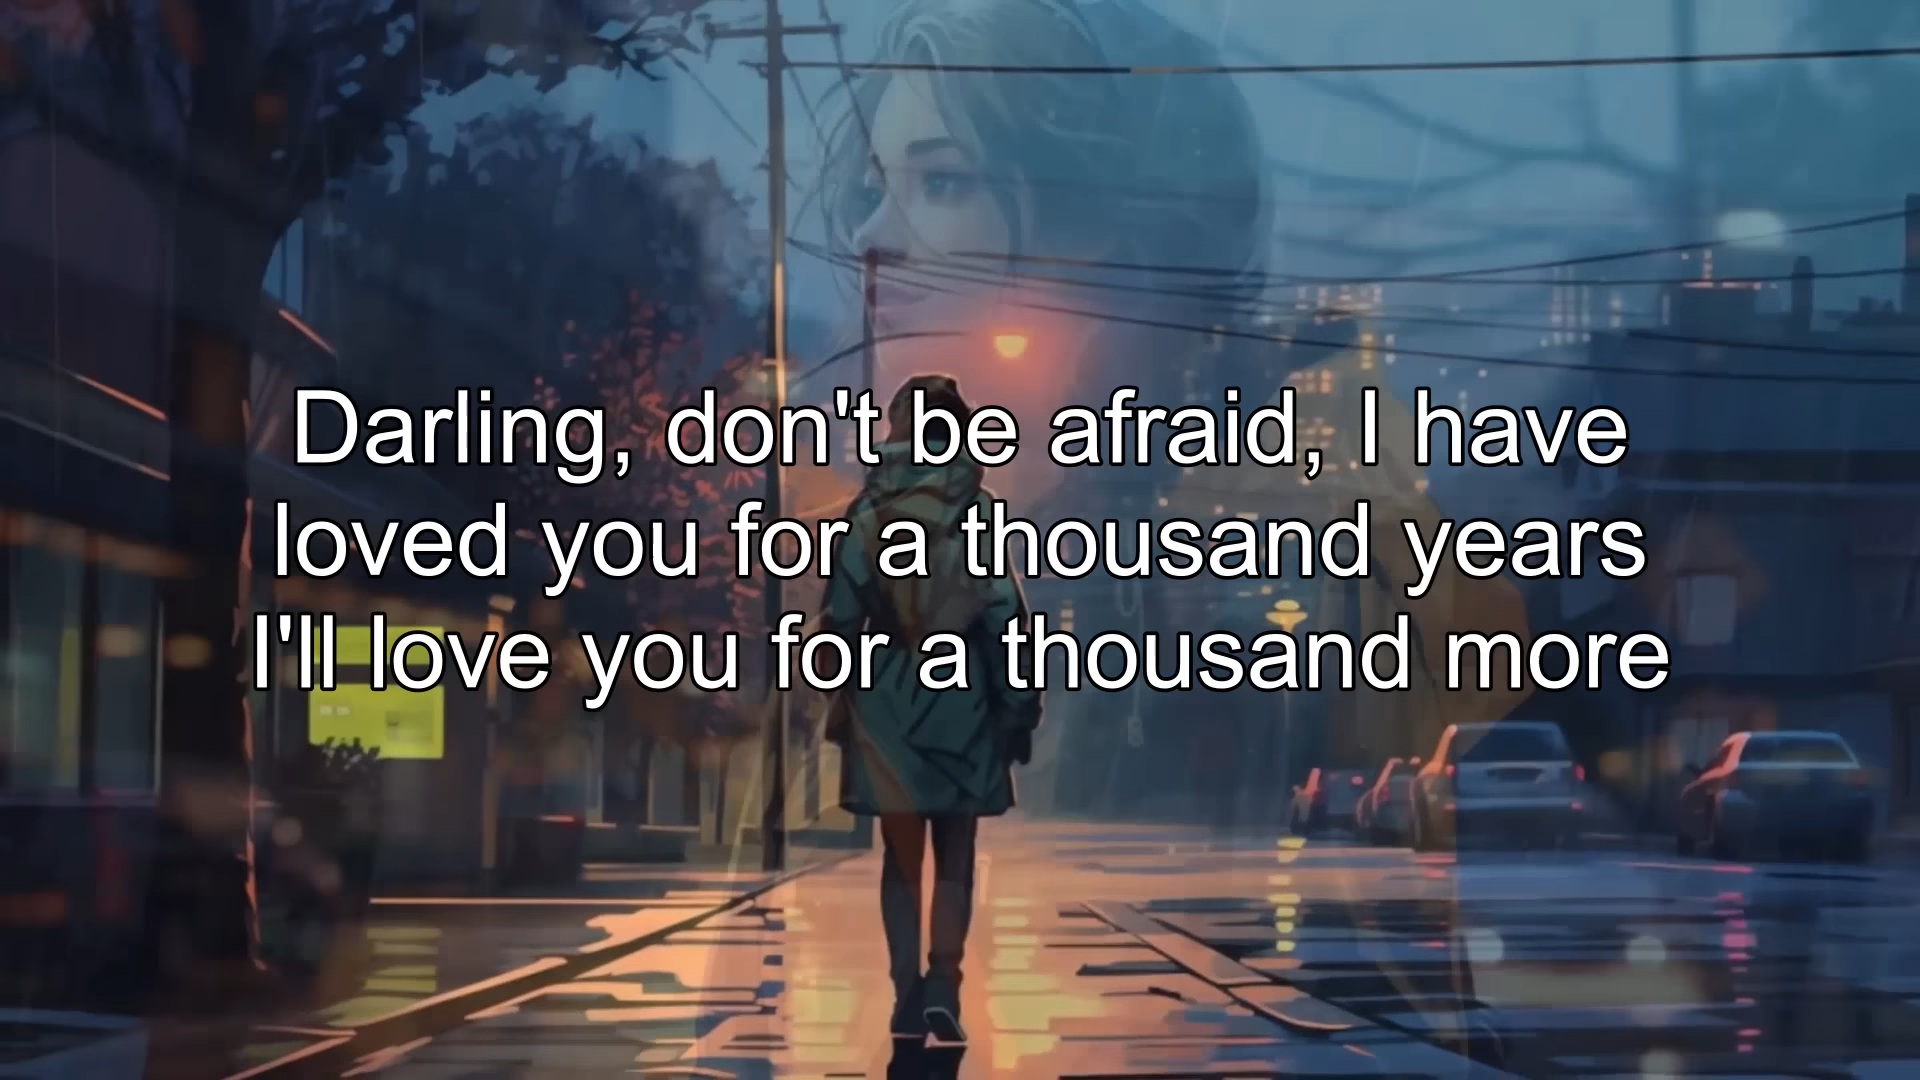 Darling, don't be afraid, I have
loved you for a thousand years
I'll love you for a thousand more